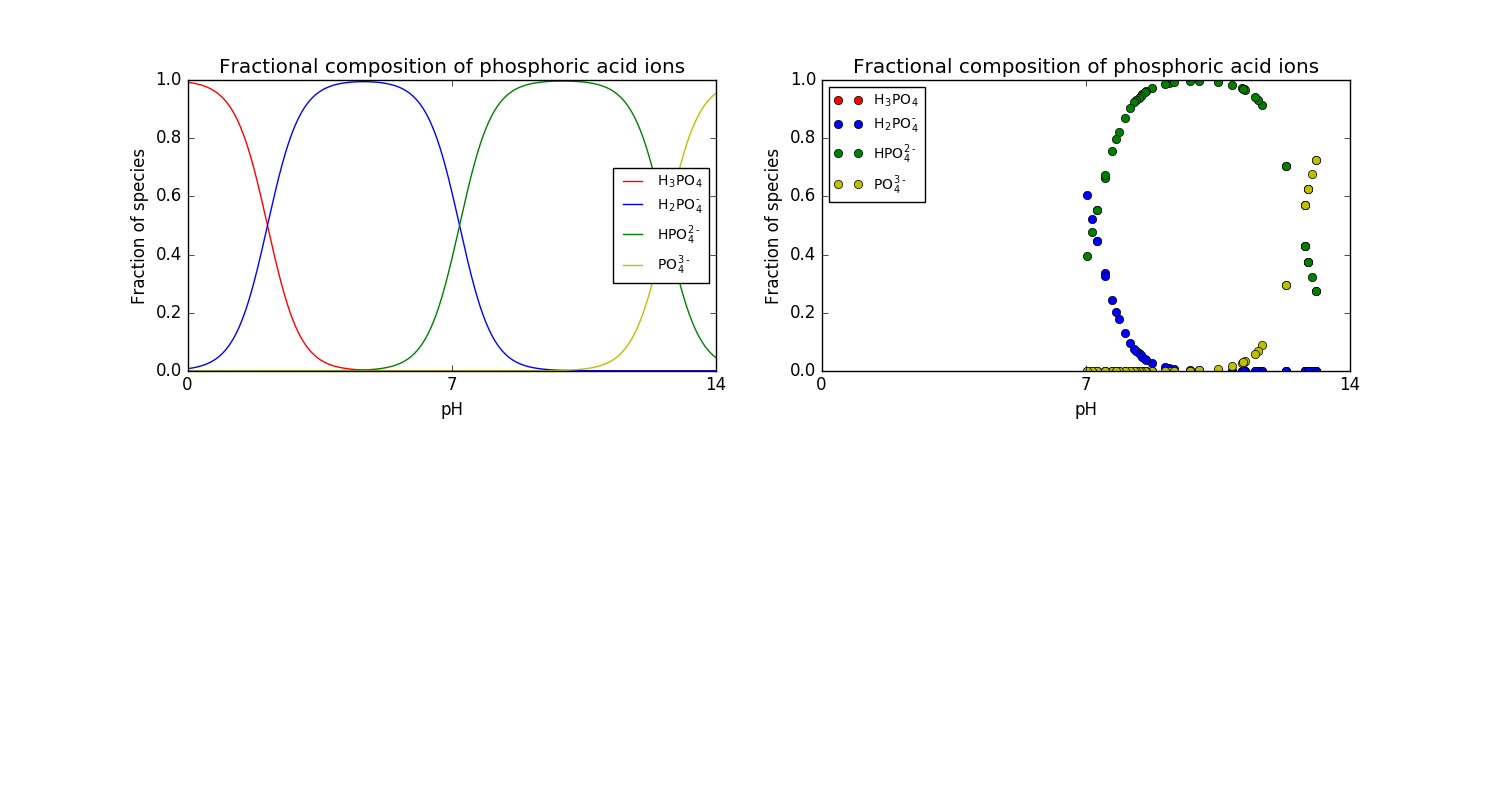 Fractional composition of phosphoric acid ions
1.0
0.8
0.6
0.4
0.2
0.0
Fraction of species
H₃PO₄
H₂PO₄⁻
HPO₄²⁻
PO₄³⁻
0 7 14
pH
Fractional composition of phosphoric acid ions
1.0
0.8
0.6
0.4
0.2
0.0
Fraction of species
H₃PO₄
H₂PO₄⁻
HPO₄²⁻
PO₄³⁻
0 7 14
pH